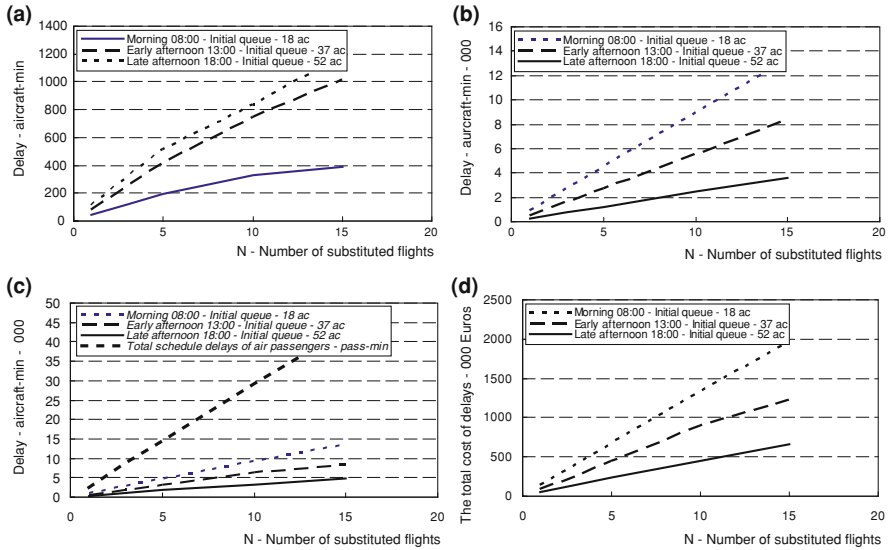 (a)
1400
1200
1000
800
600
400
200
0
Delay - aircraft-min
Morning 08:00 - Initial queue - 18 ac
Early afternoon 13:00 - Initial queue - 37 ac
Late afternoon 18:00 - Initial queue - 52 ac
0 5 10 15 20
N - Number of substituted flights
(b)
16
14
12
10
8
6
4
2
0
Delay - aurcraft-min - 000
Morning 08:00 - Initial queue - 18 ac
Early afternoon 13:00 - Initial queue - 37 ac
Late afternoon 18:00 - Initial queue - 52 ac
0 5 10 15 20
N - Number of substituted flights
(c)
50
45
40
35
30
25
20
15
10
5
0
Delay - aircraft-min - 000
Morning 08:00 - Initial queue - 18 ac
Early afternoon 13:00 - Initial queue - 37 ac
Late afternoon 18:00 - Initial queue - 52 ac
Total schedule delays of air passengers - pass-min
0 5 10 15 20
N - Number of substituted flights
(d)
2500
2000
1500
1000
500
0
The total cost of delays - 000 Euros
Morning 08:00 - Initial queue - 18 ac
Early afternoon 13:00 - Initial queue - 37 ac
Late afternoon 18:00 - Initial queue - 52 ac
0 5 10 15 20
N - Number of substituted flights